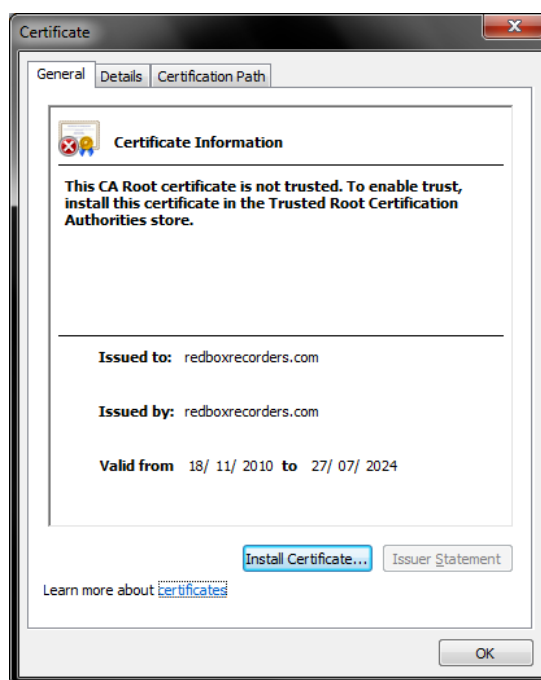 Certificate
General
Details
Certification Path
Certificate Information
This CA Root certificate is not trusted. To enable trust,
install this certificate in the Trusted Root Certification
Authorities store.
Issued to: redboxrecorders.com
Issued by: redboxrecorders.com
Valid from 18/ 11/ 2010 to 27/ 07/ 2024
Install Certificate...
Issuer Statement
Learn more about certificates
OK